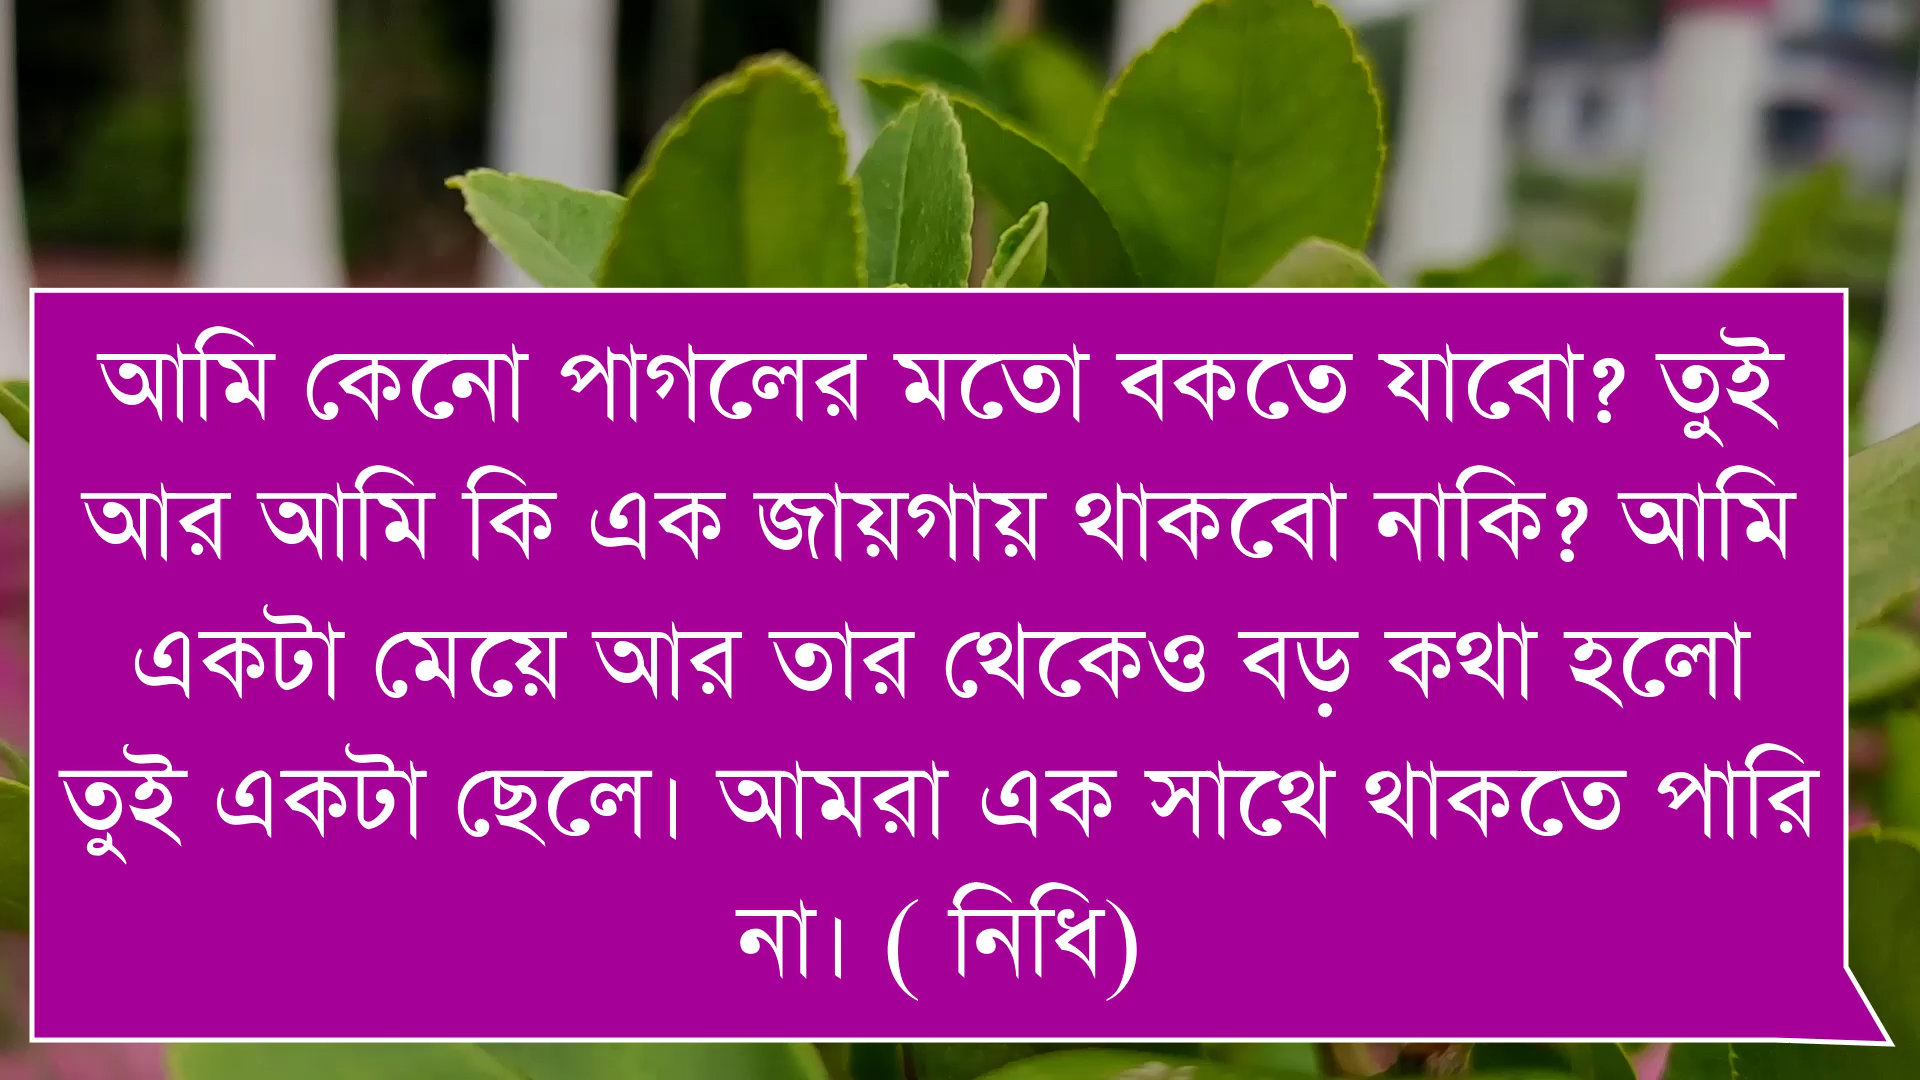 আমি কেনো পাগলের মতো বকতে যাবো? তুই
আর আমি কি এক জায়গায় থাকবো নাকি? আমি
একটা মেয়ে আর তার থেকেও বড় কথা হলো
তুই একটা ছেলে। আমরা এক সাথে থাকতে পারি
না। ( নিধি)